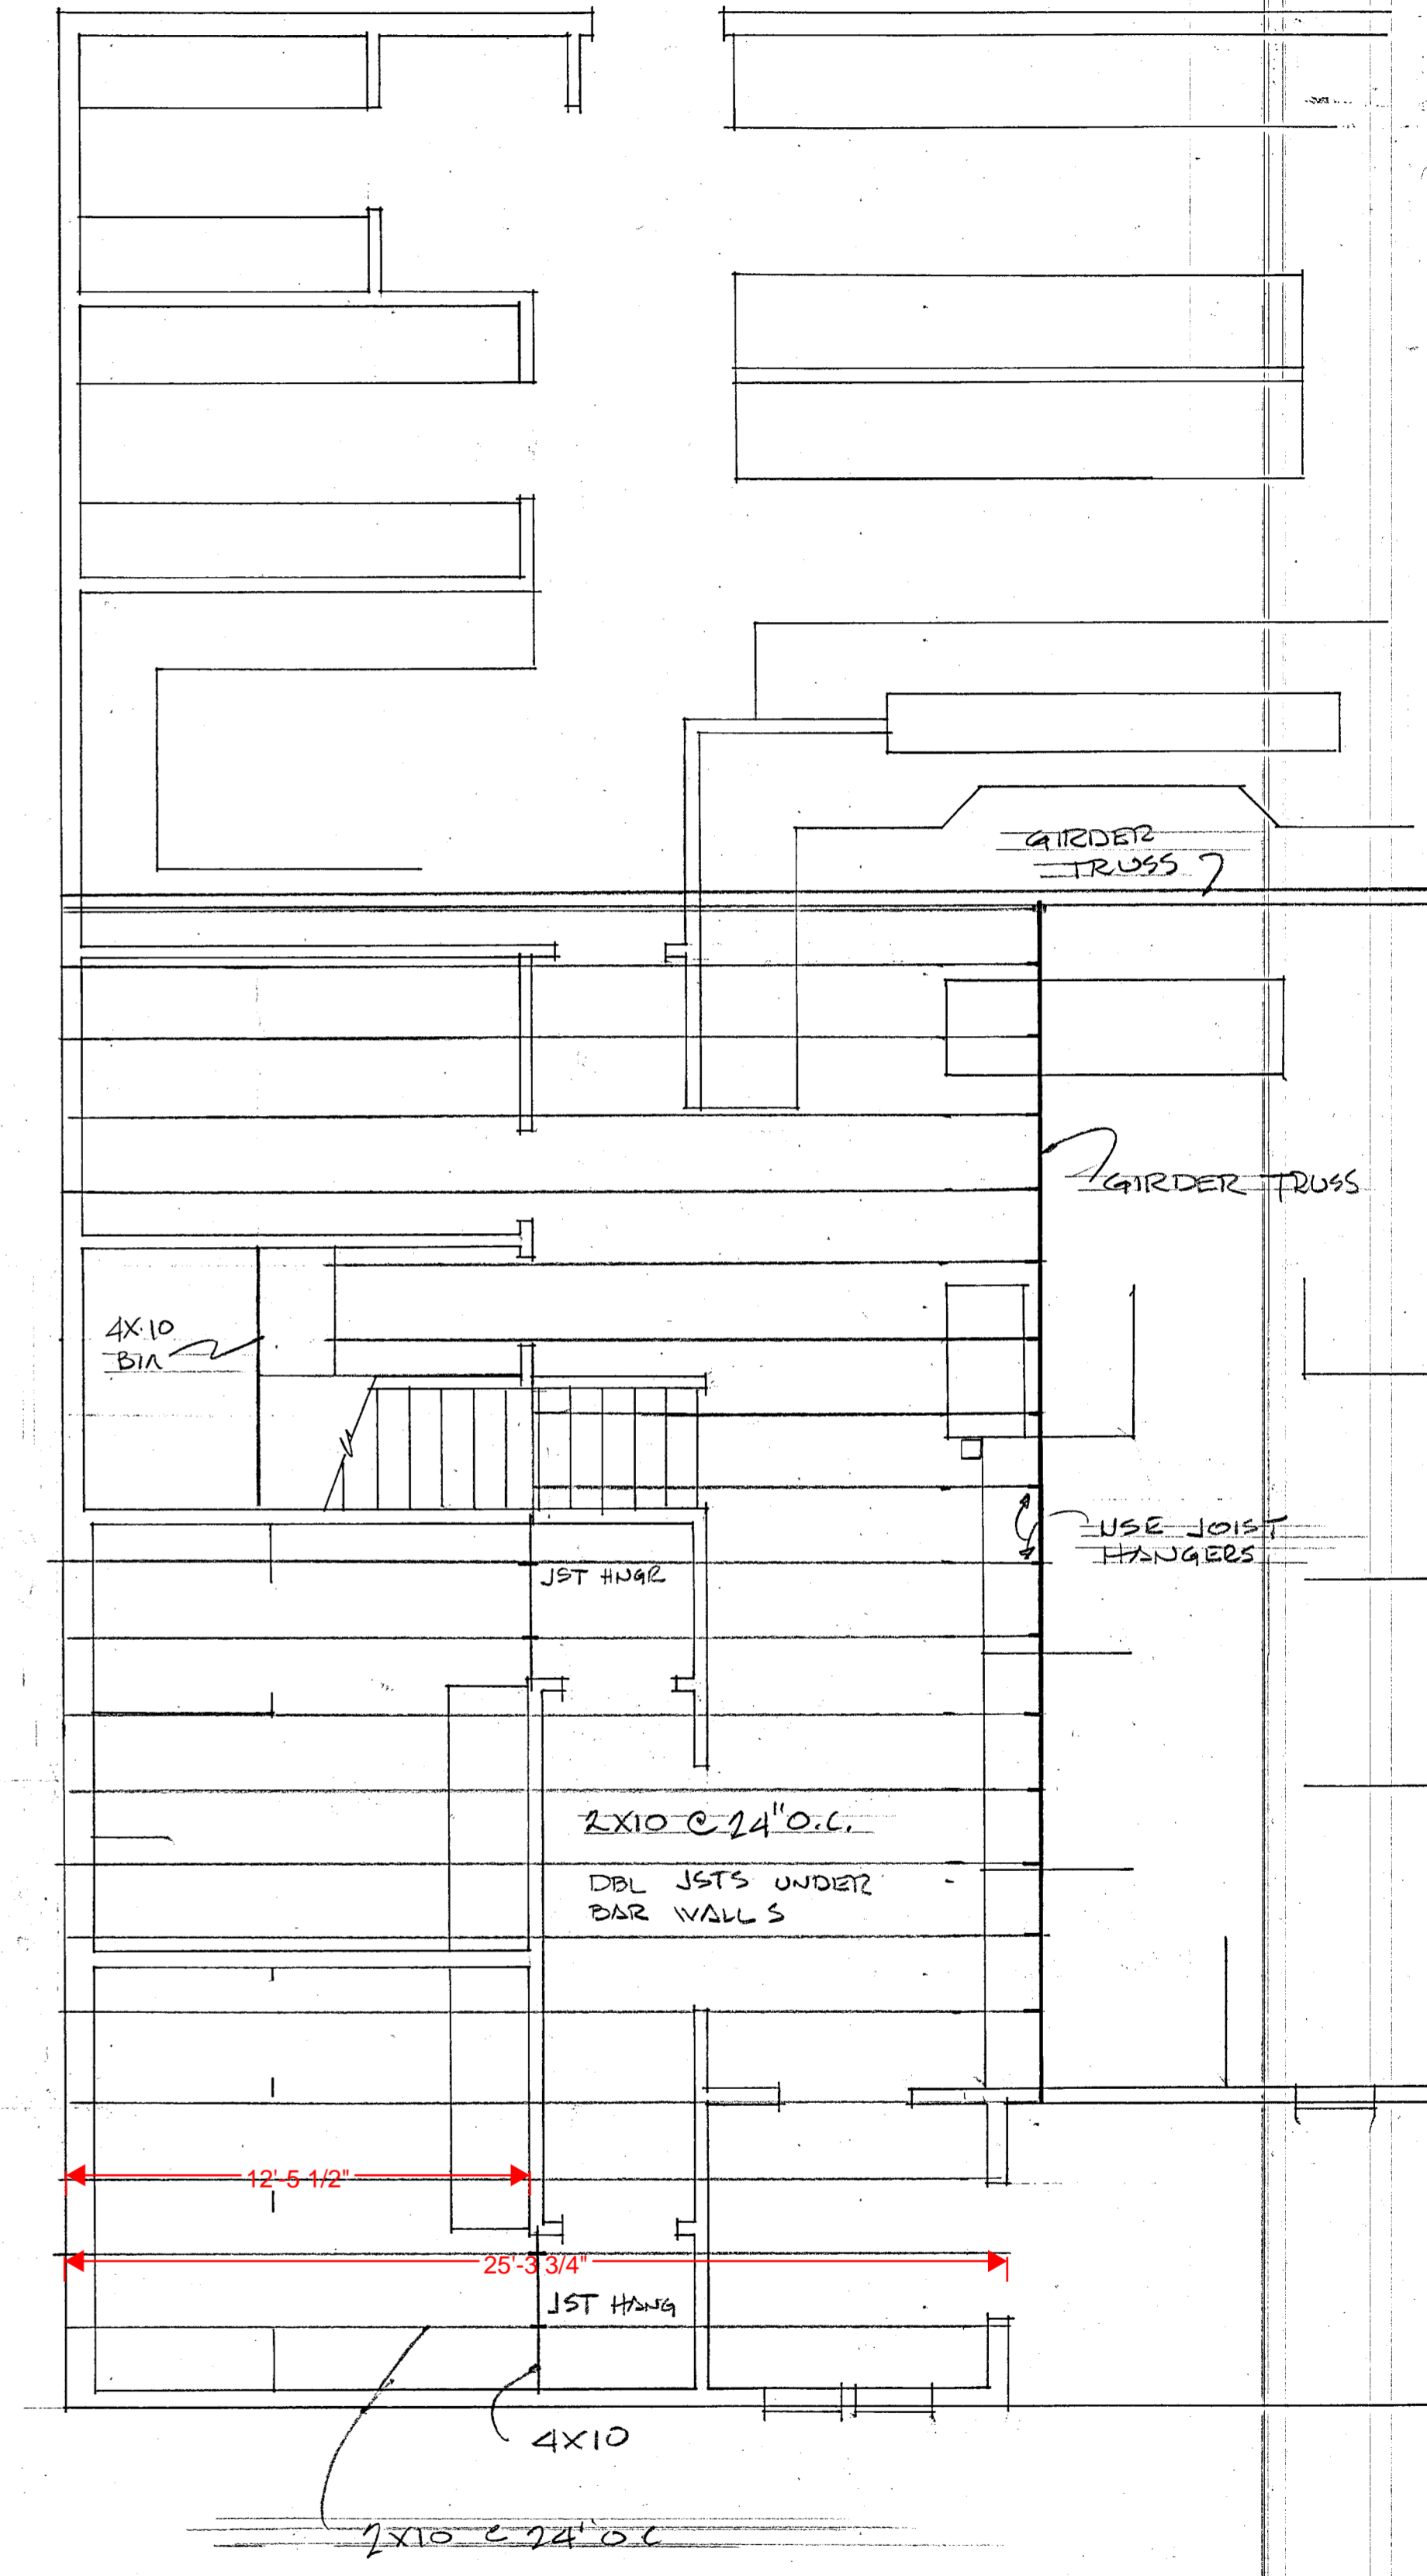 GIRDER
TRUSS
GIRDER TRUSS
4X10
USE JOIST
HANGERS
JST HNGR
2X10 @ 24" O.C.
DBL JSTS UNDER
BAR WALLS
12'-5 1/2"
25'-3 3/4"
JST HANG
4X10
2X10 @ 24" OC